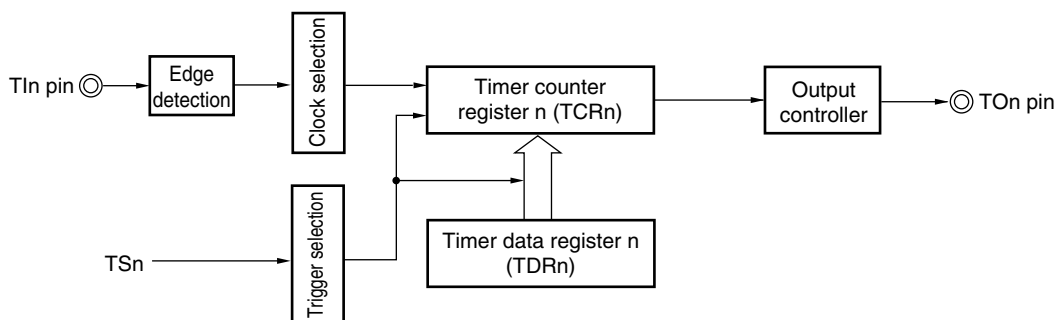 TIn pin
Edge
detection
Clock selection
Timer counter
register n (TCRn)
Output
controller
TOn pin
TSn
Trigger selection
Timer data register n
(TDRn)